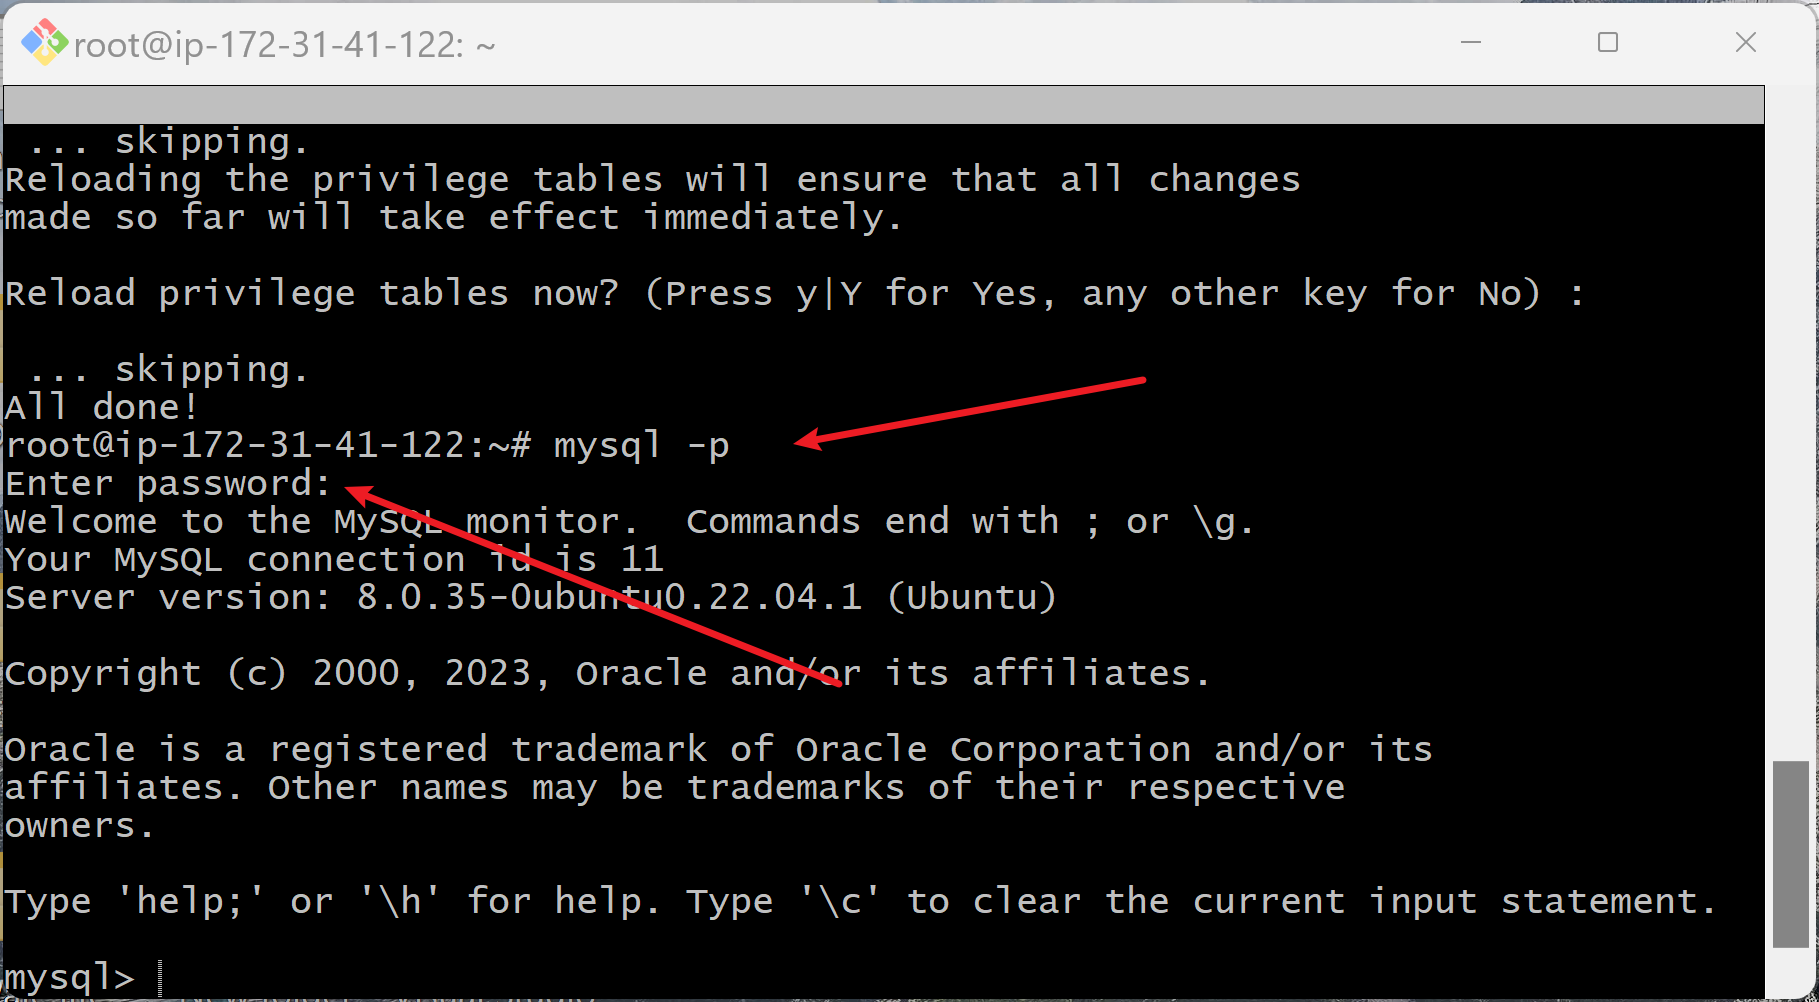 root@ip-172-31-41-122: ~
... skipping.
Reloading the privilege tables will ensure that all changes
made so far will take effect immediately.
Reload privilege tables now? (Press y|Y for Yes, any other key for No) :
... skipping.
All done!
root@ip-172-31-41-122:~# mysql -p
Enter password:
Welcome to the MySQL monitor.  Commands end with ; or \g.
Your MySQL connection id is 11
Server version: 8.0.35-0ubuntu0.22.04.1 (Ubuntu)
Copyright (c) 2000, 2023, Oracle and/or its affiliates.
Oracle is a registered trademark of Oracle Corporation and/or its
affiliates. Other names may be trademarks of their respective
owners.
Type 'help;' or '\h' for help. Type '\c' to clear the current input statement.
mysql>